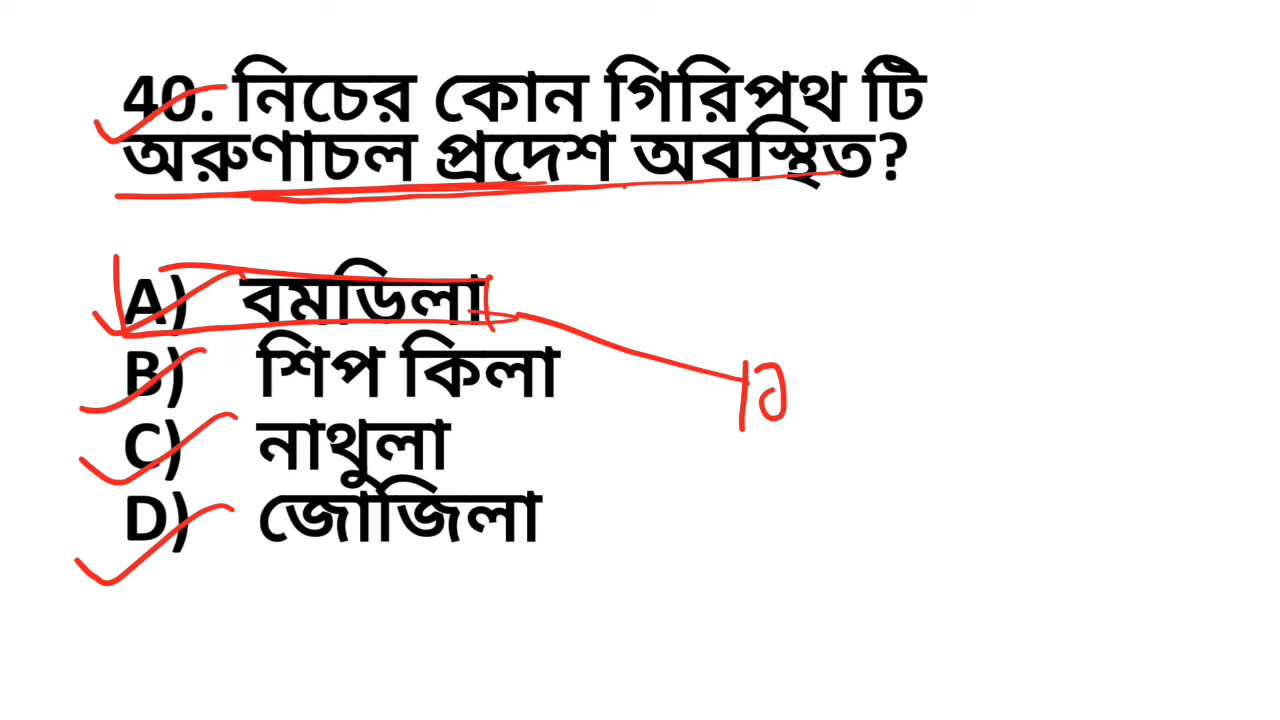 40. নিচের কোন গিরিপথ টি
অরুণাচল প্রদেশ অবস্থিত?
A) বমডিলা
B) শিপ কিলা
C) নাথুলা
D) জোজিলা